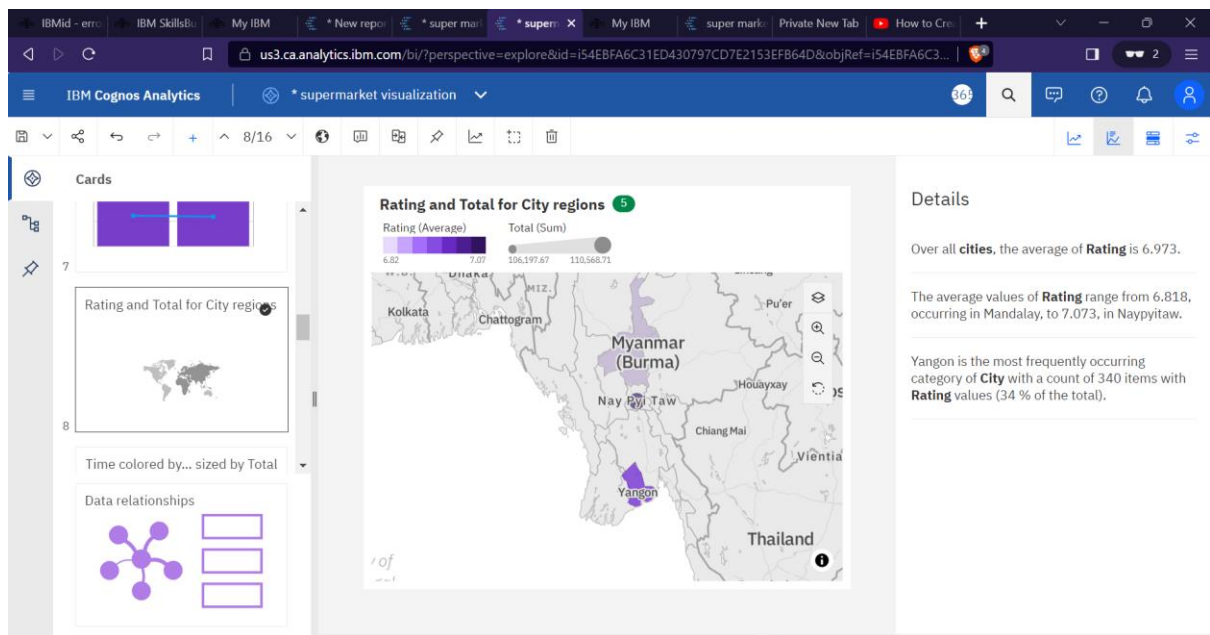 IBMid - erro
IBM SkillsBu
My IBM
* New repor
* super mar
* superm
My IBM
super marke
Private New Tab
How to Crea
us3.ca.analytics.ibm.com/bi/?perspective=explore&id=i54EBFA6C31ED430797CD7E2153EFB64D&objRef=i54EBFA6C3...
4
2
IBM Cognos Analytics
* supermarket visualization
365
8/16
Cards
7
Rating and Total for City regions
8
Time colored by... sized by Total
Data relationships
Rating and Total for City regions 5
Rating (Average) Total (Sum)
6.82 7.07 106,197.67 110,568.71
Dhaka
MIZ.
Kolkata
Chattogram
Pu'er
Myanmar
(Burma)
Houayxay
Nay Pyi Taw
Chiang Mai
Vientia
Yangon
Thailand
y of
Details
Over all cities, the average of Rating is 6.973.
The average values of Rating range from 6.818,
occurring in Mandalay, to 7.073, in Naypyitaw.
Yangon is the most frequently occurring
category of City with a count of 340 items with
Rating values (34 % of the total).